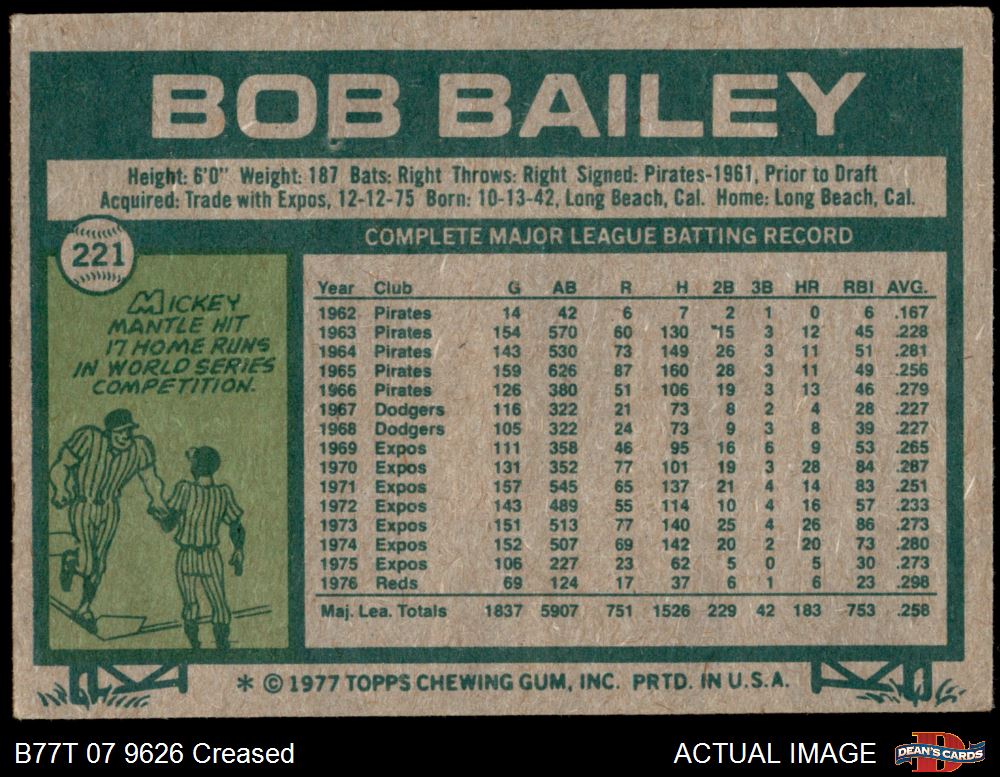 BOB BAILEY
Height: 6'0" Weight: 187 Bats: Right Throws: Right Signed: Pirates-1961, Prior to Draft
Acquired: Trade with Expos, 12-12-75 Born: 10-13-42, Long Beach, Cal. Home: Long Beach, Cal.
221
MICKEY
MANTLE HIT
17 HOME RUNS
IN WORLD SERIES
COMPETITION.
COMPLETE MAJOR LEAGUE BATTING RECORD
Year Club G AB R H 2B 3B HR RBI AVG.
1962 Pirates 14 42 6 7 2 1 0 6 .167
1963 Pirates 154 570 60 130 15 3 12 45 .228
1964 Pirates 143 530 73 149 26 3 11 51 .281
1965 Pirates 159 626 87 160 28 3 11 49 .256
1966 Pirates 126 380 51 106 19 3 13 46 .279
1967 Dodgers 116 322 21 73 8 2 4 28 .227
1968 Dodgers 105 322 24 73 9 3 8 39 .227
1969 Expos 111 358 46 95 16 6 9 53 .265
1970 Expos 131 352 77 101 19 3 28 84 .287
1971 Expos 157 545 65 137 21 4 14 83 .251
1972 Expos 143 489 55 114 10 4 16 57 .233
1973 Expos 151 513 77 140 25 4 26 86 .273
1974 Expos 152 507 69 142 20 2 20 73 .280
1975 Expos 106 227 23 62 5 0 5 30 .273
1976 Reds 69 124 17 37 6 1 6 23 .298
Maj. Lea. Totals 1837 5907 751 1526 229 42 183 753 .258
* © 1977 TOPPS CHEWING GUM, INC. PRTD. IN U.S.A.
B77T 07 9626 Creased
ACTUAL IMAGE
DEAN'S CARDS